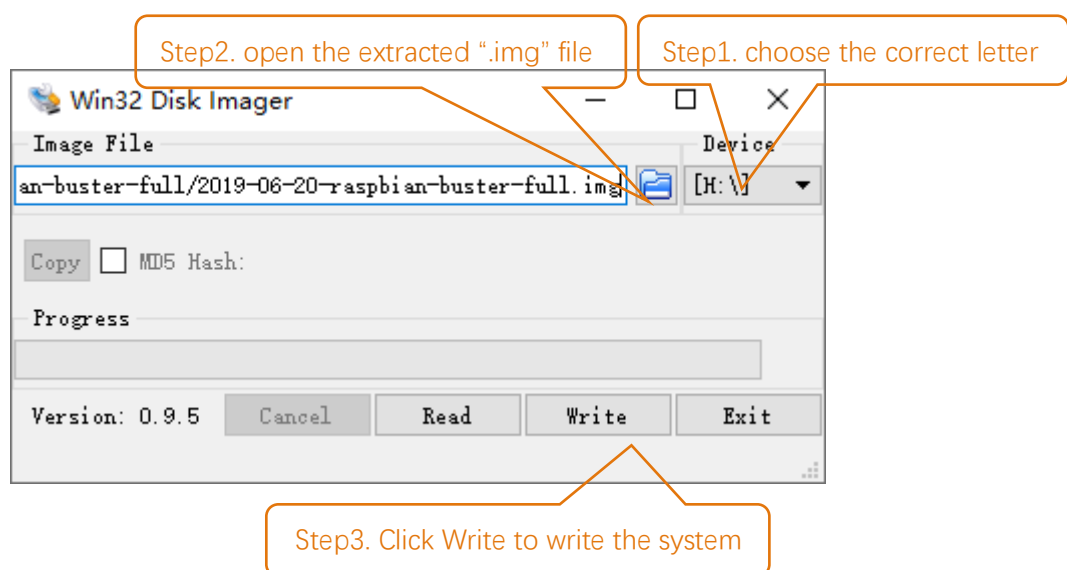 Step2. open the extracted “.img” file
Step1. choose the correct letter
Win32 Disk Imager
Image File
Device
an-buster-full/2019-06-20-raspbian-buster-full.img
[H:\]
Copy
MD5 Hash:
Progress
Version: 0.9.5
Cancel
Read
Write
Exit
Step3. Click Write to write the system